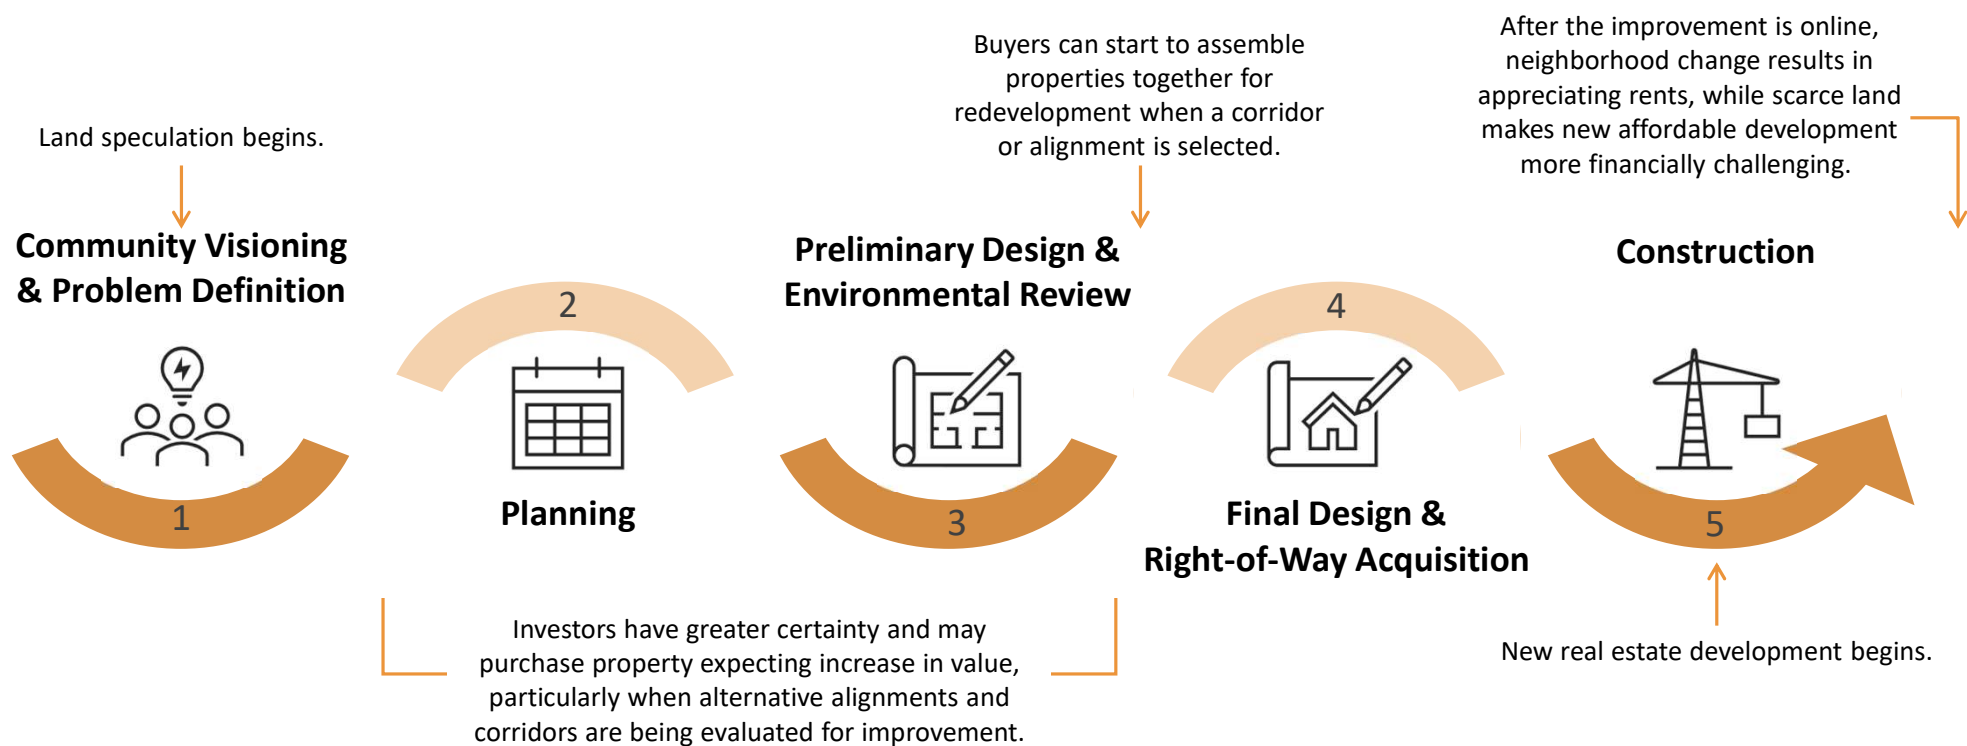 Land speculation begins.
Community Visioning
& Problem Definition
1
2
Planning
Investors have greater certainty and may
purchase property expecting increase in value,
particularly when alternative alignments and
corridors are being evaluated for improvement.
Buyers can start to assemble
properties together for
redevelopment when a corridor
or alignment is selected.
Preliminary Design &
Environmental Review
3
4
Final Design &
Right-of-Way Acquisition
After the improvement is online,
neighborhood change results in
appreciating rents, while scarce land
makes new affordable development
more financially challenging.
Construction
5
New real estate development begins.